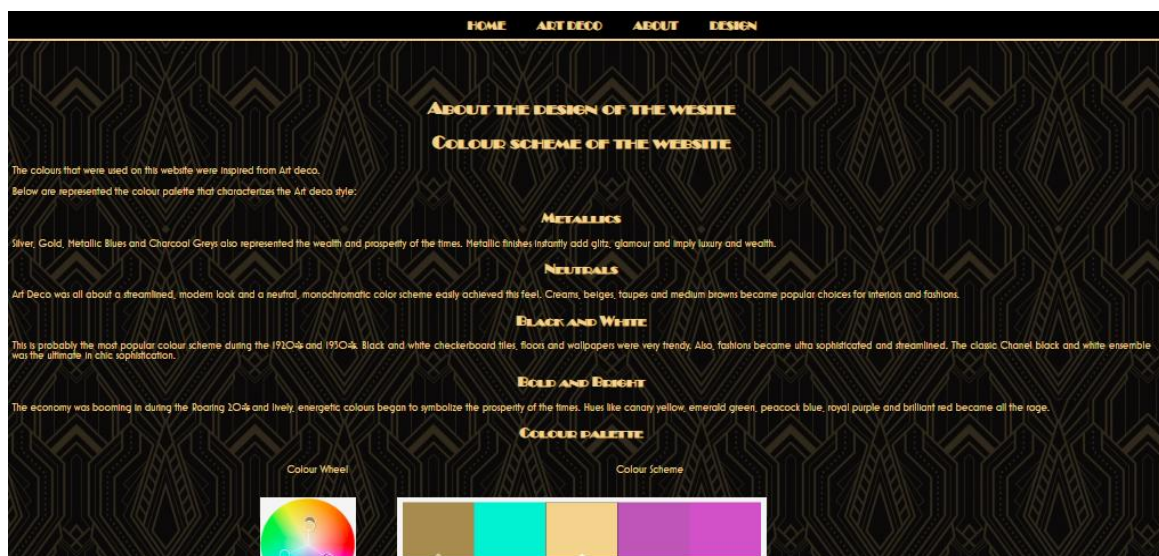 HOME ART DECO ABOUT DESIGN
About the design of the wesite
Colour scheme of the website
The colours that were used on this website were inspired from Art deco.
Below are represented the colour palette that characterizes the Art deco style:
Metallics
Silver, Gold, Metallic Blues and Charcoal Greys also represented the wealth and prosperity of the times. Metallic finishes instantly add glitz, glamour and imply luxury and wealth.
Neutrals
Art Deco was all about a streamlined, modern look and a neutral, monochromatic color scheme easily achieved this feel. Creams, beiges, taupes and medium browns became popular choices for interiors and fashions.
Black and White
This is probably the most popular colour scheme during the and Black and white checkerboard tiles, floors and wallpapers were very trendy. Also, fashions became ultra sophisticated and streamlined. The classic Chanel black and white ensemble
was the ultimate in chic sophistication.
Bold and Bright
The economy was booming in during the Roaring and lively, energetic colours began to symbolize the prosperity of the times. Hues like canary yellow, emerald green, peacock blue, royal purple and brilliant red became all the rage.
Colour palette
Colour Wheel Colour Scheme